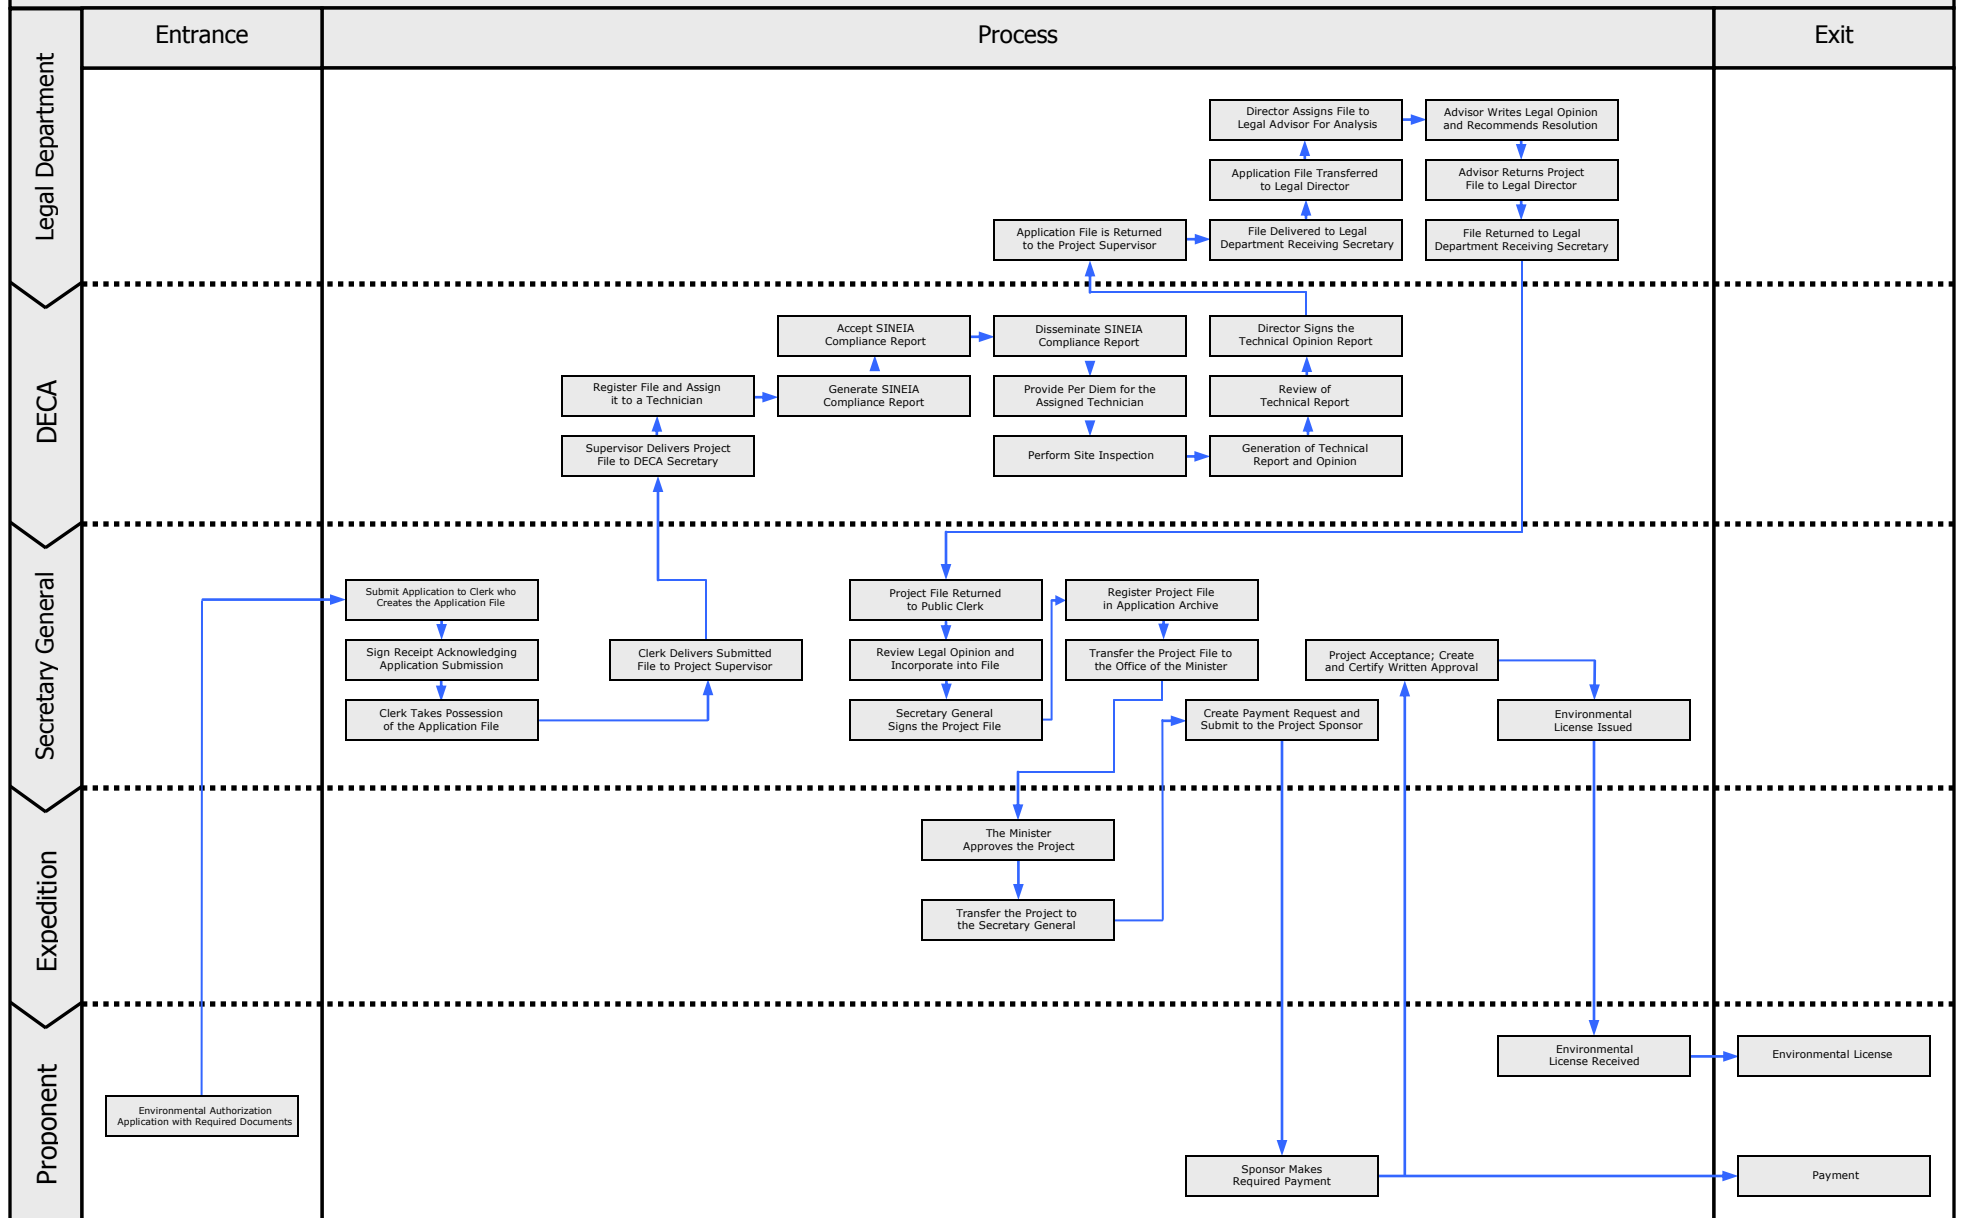 Entrance
Process
Exit
Legal Department
Director Assigns File to
Legal Advisor For Analysis
Advisor Writes Legal Opinion
and Recommends Resolution
Application File Transferred
to Legal Director
Advisor Returns Project
File to Legal Director
Application File is Returned
to the Project Supervisor
File Delivered to Legal
Department Receiving Secretary
File Returned to Legal
Department Receiving Secretary
DECA
Accept SINEIA
Compliance Report
Disseminate SINEIA
Compliance Report
Director Signs the
Technical Opinion Report
Register File and Assign
it to a Technician
Generate SINEIA
Compliance Report
Provide Per Diem for the
Assigned Technician
Review of
Technical Report
Supervisor Delivers Project
File to DECA Secretary
Perform Site Inspection
Generation of Technical
Report and Opinion
Secretary General
Submit Application to Clerk who
Creates the Application File
Project File Returned
to Public Clerk
Register Project File
in Application Archive
Sign Receipt Acknowledging
Application Submission
Clerk Delivers Submitted
File to Project Supervisor
Review Legal Opinion and
Incorporate into File
Transfer the Project File to
the Office of the Minister
Project Acceptance; Create
and Certify Written Approval
Clerk Takes Possession
of the Application File
Secretary General
Signs the Project File
Create Payment Request and
Submit to the Project Sponsor
Environmental
License Issued
Expedition
The Minister
Approves the Project
Transfer the Project to
the Secretary General
Proponent
Environmental
License Received
Environmental License
Environmental Authorization
Application with Required Documents
Sponsor Makes
Required Payment
Payment